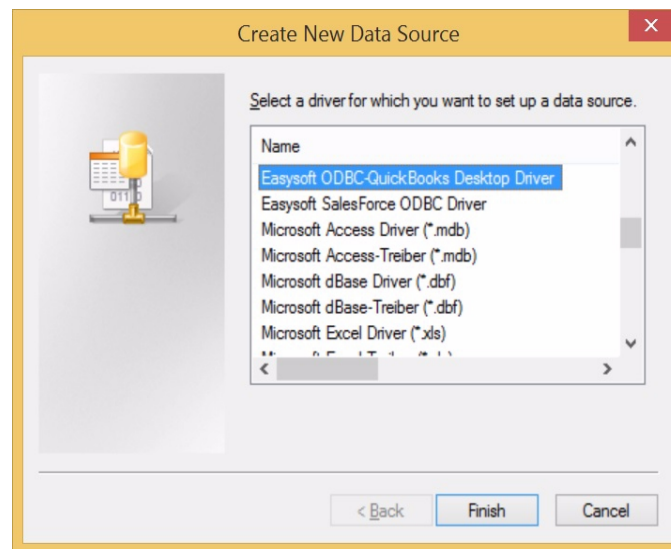 Create New Data Source
Select a driver for which you want to set up a data source.
Name
Easysoft ODBC-QuickBooks Desktop Driver
Easysoft SalesForce ODBC Driver
Microsoft Access Driver (*.mdb)
Microsoft Access-Treiber (*.mdb)
Microsoft dBase Driver (*.dbf)
Microsoft dBase-Treiber (*.dbf)
Microsoft Excel Driver (*.xls)
< Back
Finish
Cancel